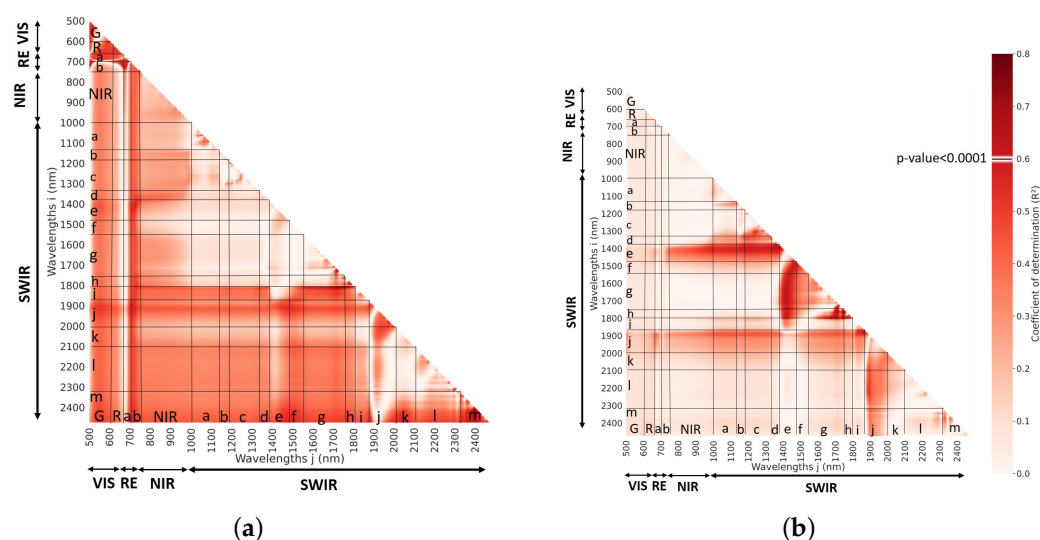 500
600
700
800
900
1000
1100
1200
1300
1400
1500
1600
1700
1800
1900
2000
2100
2200
2300
2400
Wavelengths i (nm)
VIS
RE
NIR
SWIR
G
R
a
b
NIR
a
b
c
d
e
f
g
h
i
j
k
l
m
G R a b NIR a b c d e f g h i j k l m
500 600 700 800 900 1000 1100 1200 1300 1400 1500 1600 1700 1800 1900 2000 2100 2200 2300 2400
Wavelengths j (nm)
VIS RE NIR SWIR
(a)
500
600
700
800
900
1000
1100
1200
1300
1400
1500
1600
1700
1800
1900
2000
2100
2200
2300
2400
Wavelengths i (nm)
VIS
RE
NIR
SWIR
G
R
a
b
NIR
a
b
c
d
e
f
g
h
i
j
k
l
m
G R a b NIR a b c d e f g h i j k l m
500 600 700 800 900 1000 1100 1200 1300 1400 1500 1600 1700 1800 1900 2000 2100 2200 2300 2400
Wavelengths j (nm)
VIS RE NIR SWIR
(b)
p-value<0.0001
0.8
0.7
0.6
0.5
0.4
0.3
0.2
0.1
0.0
Coefficient of determination (R²)